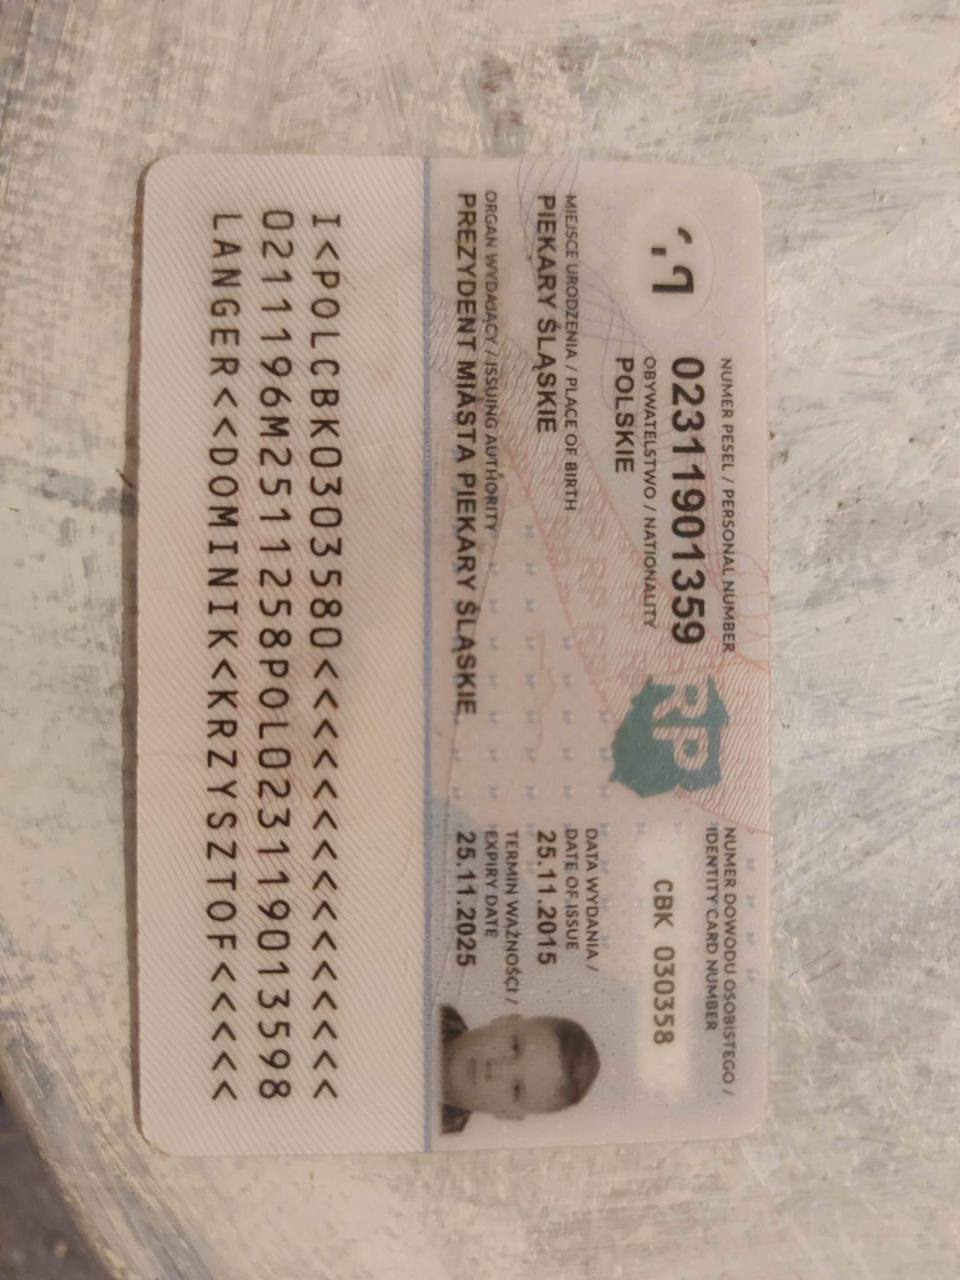 NUMER PESEL / PERSONAL NUMBER
02311901359
OBYWATELSTWO / NATIONALITY
POLSKIE
RP
NUMER DOWODU OSOBISTEGO /
IDENTITY CARD NUMBER
CBK 030358
MIEJSCE URODZENIA / PLACE OF BIRTH
PIEKARY ŚLĄSKIE
DATA WYDANIA /
DATE OF ISSUE
25.11.2015
ORGAN WYDAJĄCY / ISSUING AUTHORITY
PREZYDENT MIASTA PIEKARY ŚLĄSKIE
TERMIN WAŻNOŚCI /
EXPIRY DATE
25.11.2025
I<POLCBK0303580<<<<<<<<<<<<<<<
0211196M2511258POL023119013598
LANGER<<DOMINIK<KRZYSZTOF<<<<<